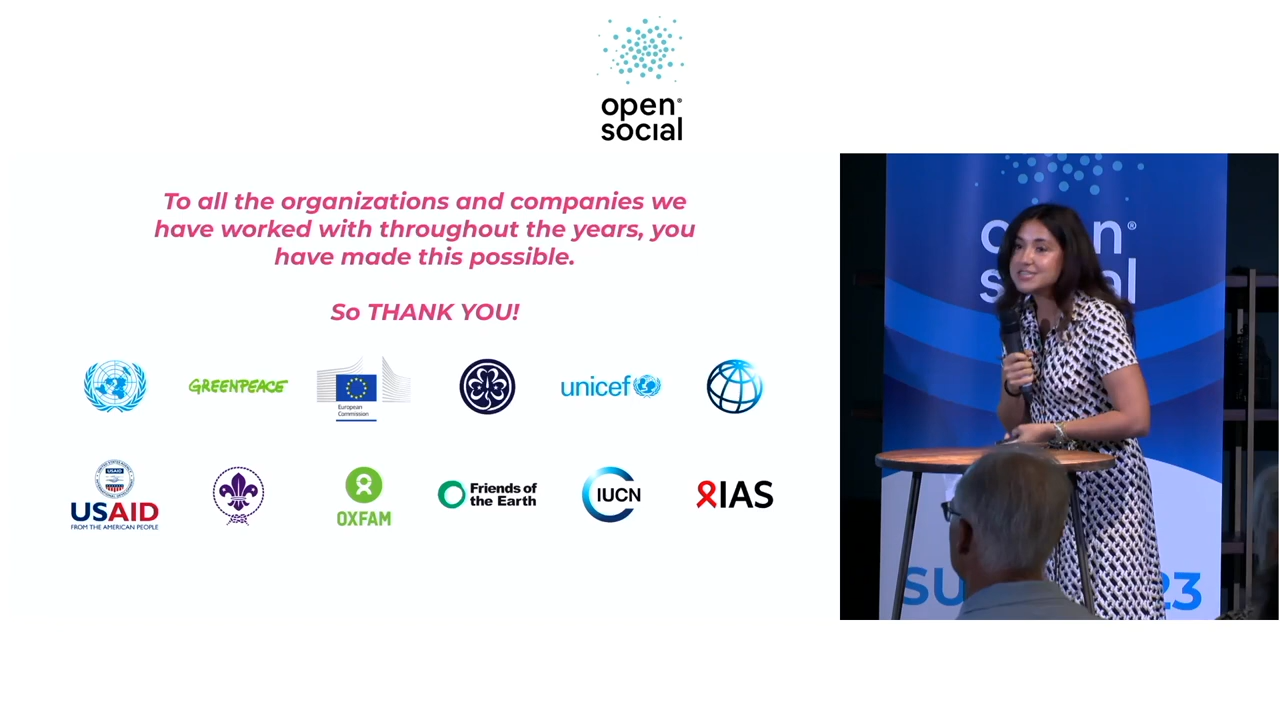 open®
social
To all the organizations and companies we
have worked with throughout the years, you
have made this possible.
So THANK YOU!
GREENPEACE
European
Commission
unicef
USAID
USAID
FROM THE AMERICAN PEOPLE
OXFAM
Friends of
the Earth
IUCN
IAS